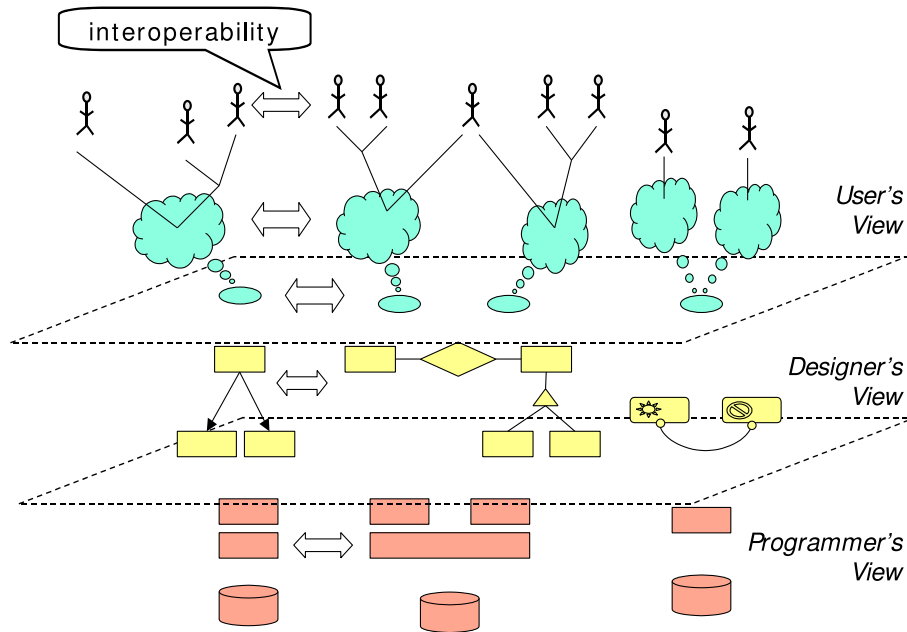 interoperability
User's
View
Designer's
View
Programmer's
View